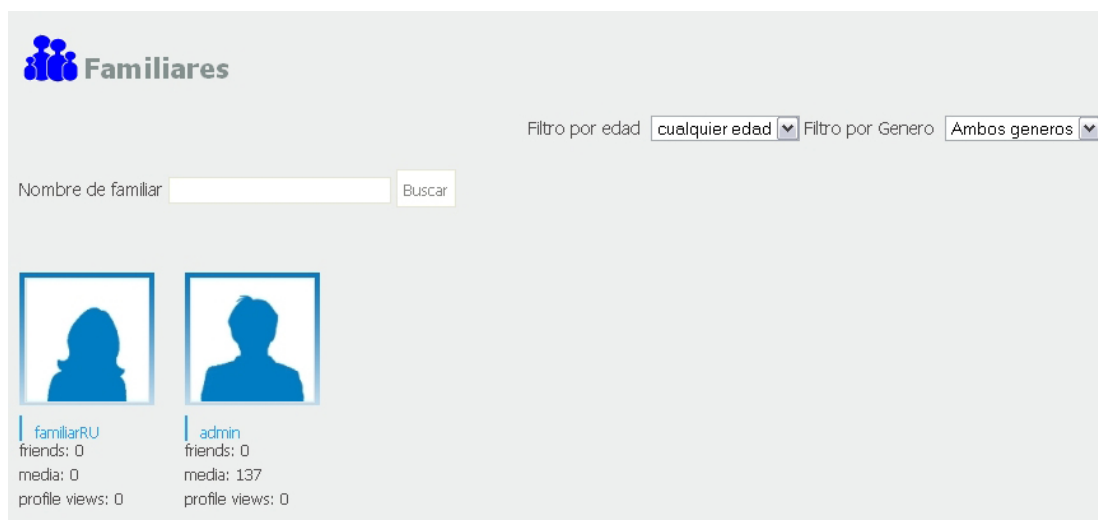 Familiares
Filtro por edad cualquier edad Filtro por Genero Ambos generos
Nombre de familiar Buscar
familiarRU admin
friends: 0 friends: 0
media: 0 media: 137
profile views: 0 profile views: 0